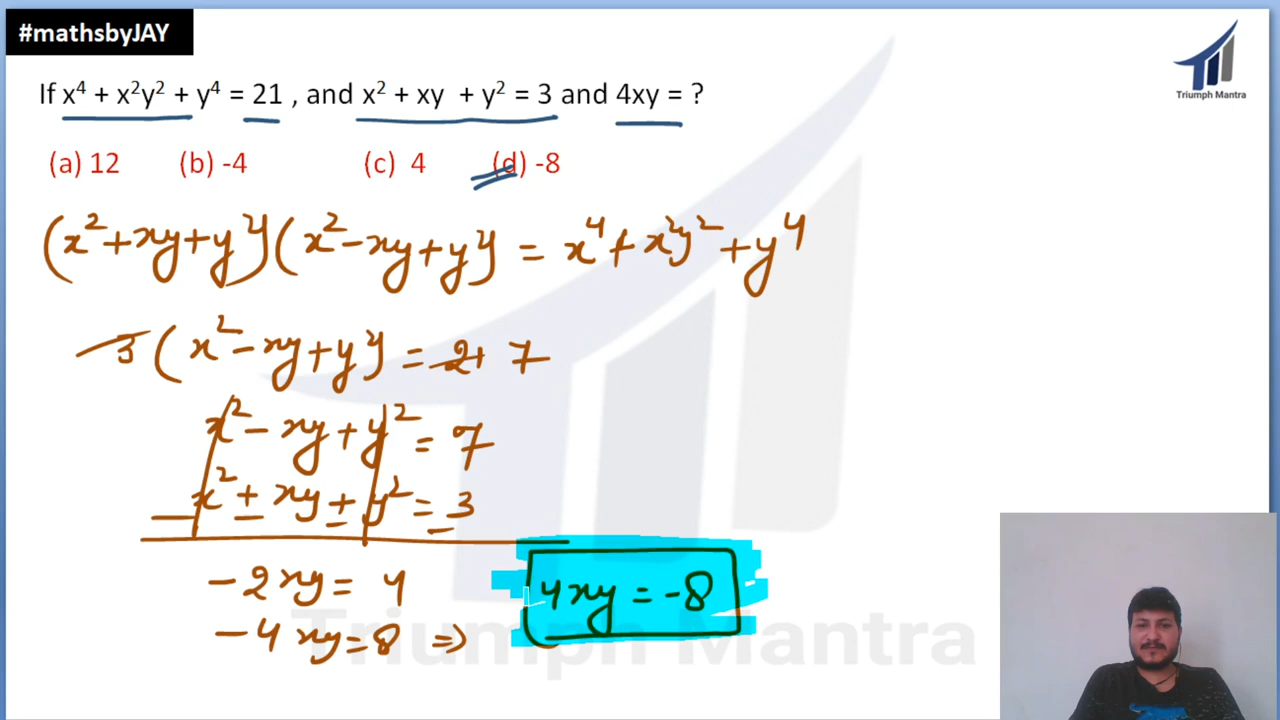 #mathsbyJAY
Triumph Mantra
If x⁴ + x²y² + y⁴ = 21 , and x² + xy + y² = 3 and 4xy = ?
(a) 12 (b) -4 (c) 4 (d) -8
(x² + xy + y²)(x² - xy + y²) = x⁴ + x²y² + y⁴
3 (x² - xy + y²) = 21 7
x² - xy + y² = 7
x² + xy + y² = 3
-2xy = 4
-4xy = 8 ⇒ 4xy = -8
Triumph Mantra